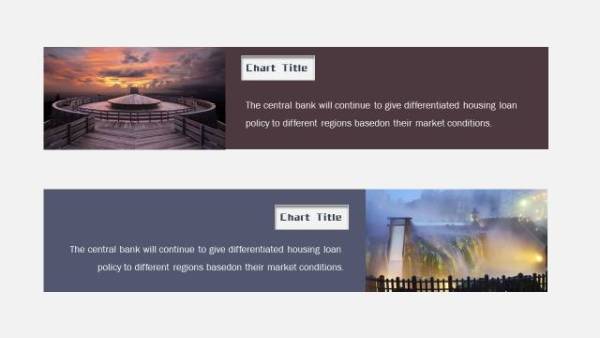 Chart Title
The central bank will continue to give differentiated housing loan
policy to different regions basedon their market conditions.
Chart Title
The central bank will continue to give differentiated housing loan
policy to different regions basedon their market conditions.